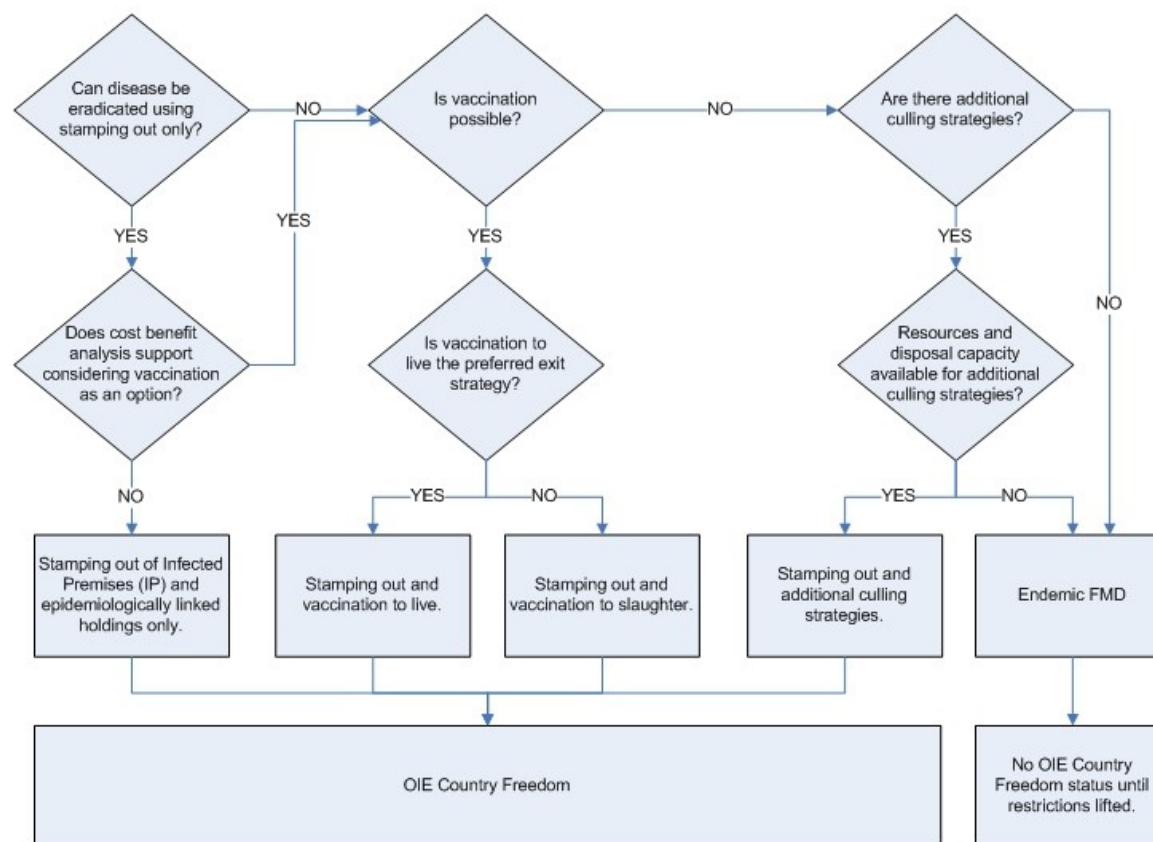 Can disease be
eradicated using
stamping out only?
NO
Is vaccination
possible?
NO
Are there additional
culling strategies?
YES
YES
YES
YES
NO
Does cost benefit
analysis support
considering vaccination
as an option?
Is vaccination to
live the preferred exit
strategy?
Resources and
disposal capacity
available for additional
culling strategies?
NO
YES
NO
YES
NO
Stamping out of Infected
Premises (IP) and
epidemiologically linked
holdings only.
Stamping out and
vaccination to live.
Stamping out and
vaccination to slaughter.
Stamping out and
additional culling
strategies.
Endemic FMD
OIE Country Freedom
No OIE Country
Freedom status until
restrictions lifted.